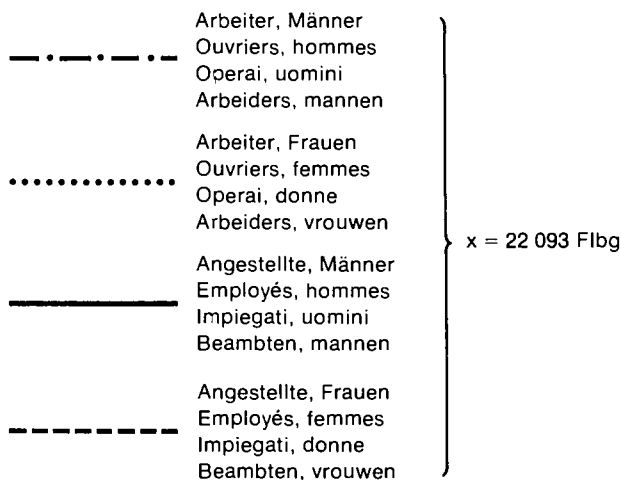 Arbeiter, Männer
Ouvriers, hommes
Operai, uomini
Arbeiders, mannen
Arbeiter, Frauen
Ouvriers, femmes
Operai, donne
Arbeiders, vrouwen
x = 22 093 Flbg
Angestellte, Männer
Employés, hommes
Impiegati, uomini
Beambten, mannen
Angestellte, Frauen
Employés, femmes
Impiegati, donne
Beambten, vrouwen